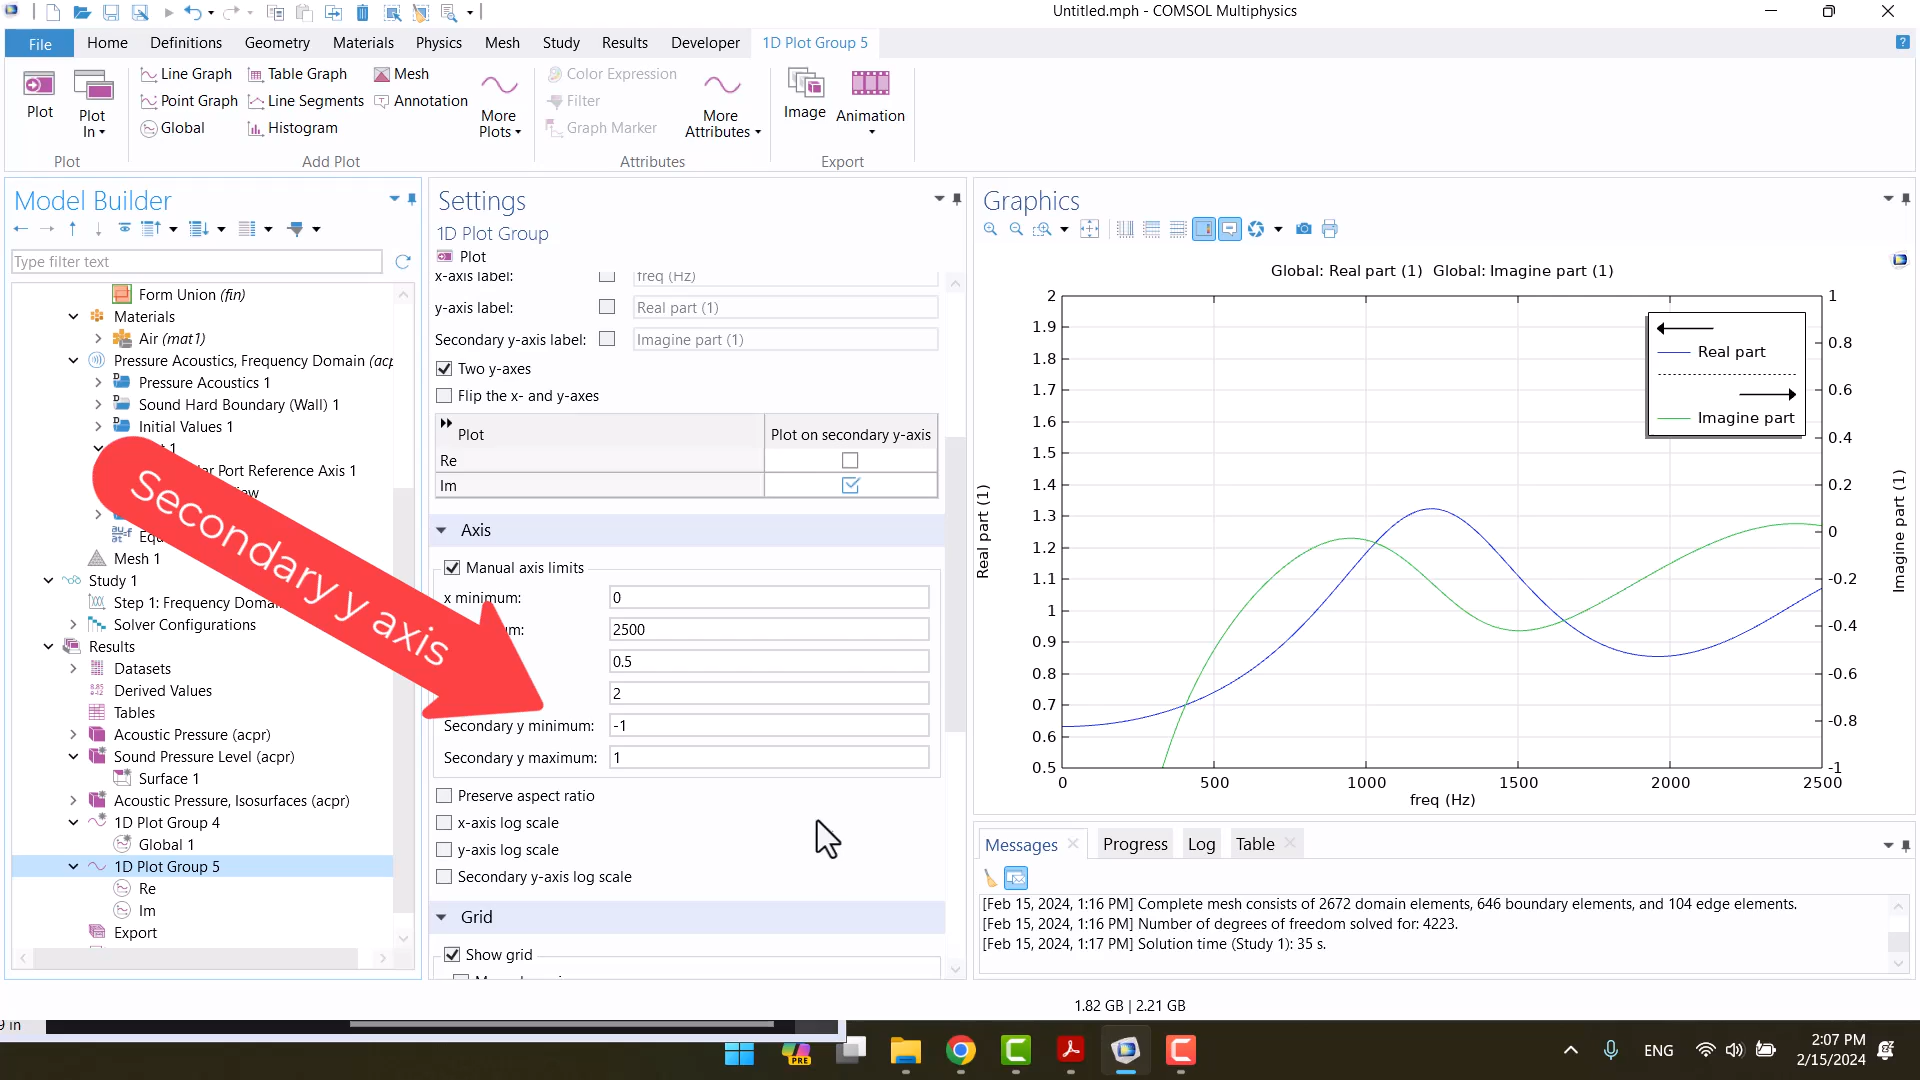 Untitled.mph - COMSOL Multiphysics
File Home Definitions Geometry Materials Physics Mesh Study Results Developer 1D Plot Group 5
Line Graph Table Graph Mesh Color Expression
Point Graph Line Segments Annotation Filter
Global Histogram Graph Marker
Plot
Plot
In
More
Plots
More
Attributes
Image
Animation
Plot Add Plot Attributes Export
Model Builder
Type filter text
Form Union (fin)
Materials
Air (mat1)
Pressure Acoustics, Frequency Domain (acp
Pressure Acoustics 1
Sound Hard Boundary (Wall) 1
Initial Values 1
Port Reference Axis 1
Equ
Mesh 1
Study 1
Step 1: Frequency Doma
Solver Configurations
Results
Datasets
8.85
Derived Values
Tables
Acoustic Pressure (acpr)
Sound Pressure Level (acpr)
Surface 1
Acoustic Pressure, Isosurfaces (acpr)
1D Plot Group 4
Global 1
1D Plot Group 5
Re
Im
Export
Secondary y axis
Settings
1D Plot Group
Plot
x-axis label: freq (Hz)
y-axis label: Real part (1)
Secondary y-axis label: Imagine part (1)
Two y-axes
Flip the x- and y-axes
Plot Plot on secondary y-axis
Re
Im
Axis
Manual axis limits
x minimum: 0
2500
0.5
2
Secondary y minimum: -1
Secondary y maximum: 1
Preserve aspect ratio
x-axis log scale
y-axis log scale
Secondary y-axis log scale
Grid
Show grid
Graphics
Global: Real part (1) Global: Imagine part (1)
2
1.9
1.8
1.7
1.6
1.5
1.4
1.3
1.2
1.1
1
0.9
0.8
0.7
0.6
0.5
Real part (1)
Real part
Imagine part
1
0.8
0.6
0.4
0.2
0
-0.2
-0.4
-0.6
-0.8
-1
Imagine part (1)
0 500 1000 1500 2000 2500
freq (Hz)
Messages Progress Log Table
[Feb 15, 2024, 1:16 PM] Complete mesh consists of 2672 domain elements, 646 boundary elements, and 104 edge elements.
[Feb 15, 2024, 1:16 PM] Number of degrees of freedom solved for: 4223.
[Feb 15, 2024, 1:17 PM] Solution time (Study 1): 35 s.
1.82 GB | 2.21 GB
9 in
PRE
ENG
2:07 PM
2/15/2024